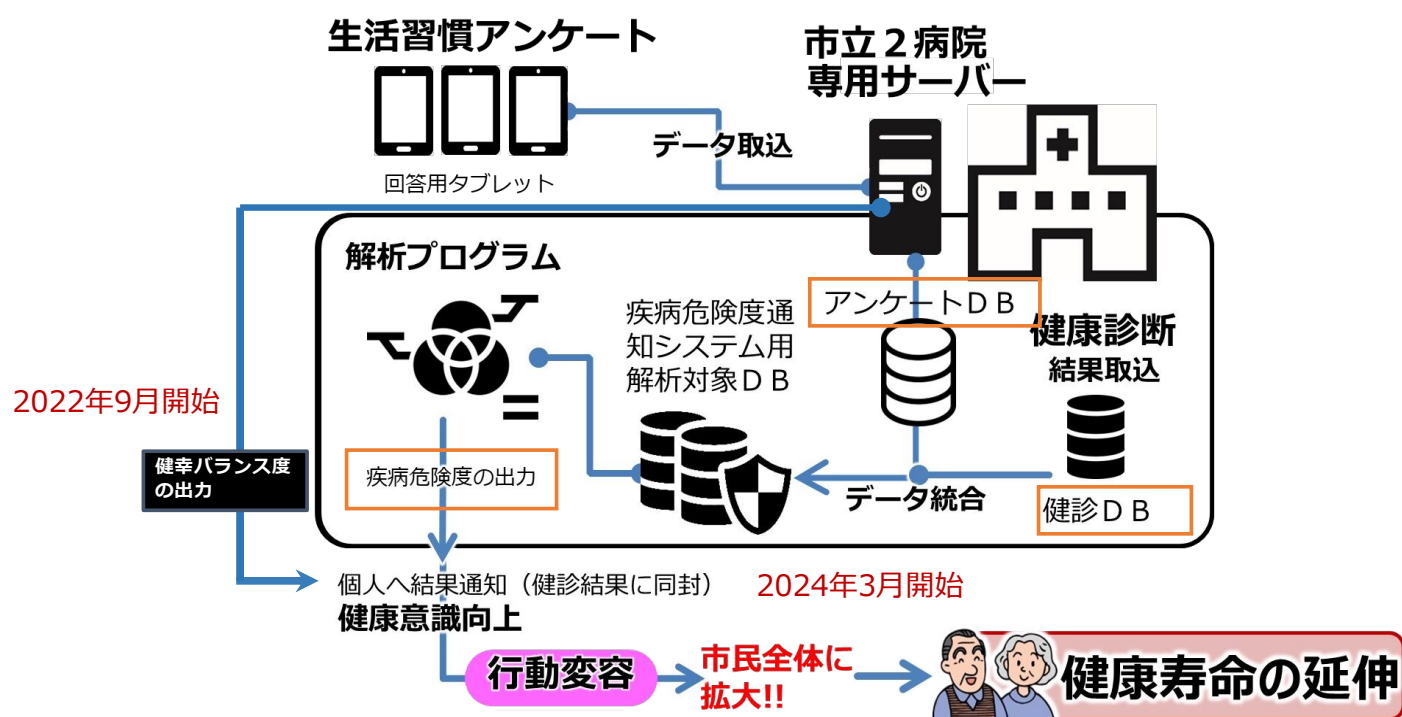 生活習慣アンケート
回答用タブレット
データ取込
市立２病院
専用サーバー
解析プログラム
疾病危険度通
知システム用
解析対象ＤＢ
アンケートＤＢ
健康診断
結果取込
2022年9月開始
健幸バランス度
の出力
疾病危険度の出力
データ統合
健診ＤＢ
個人へ結果通知（健診結果に同封）
2024年3月開始
健康意識向上
行動変容
市民全体に
拡大!!
健康寿命の延伸